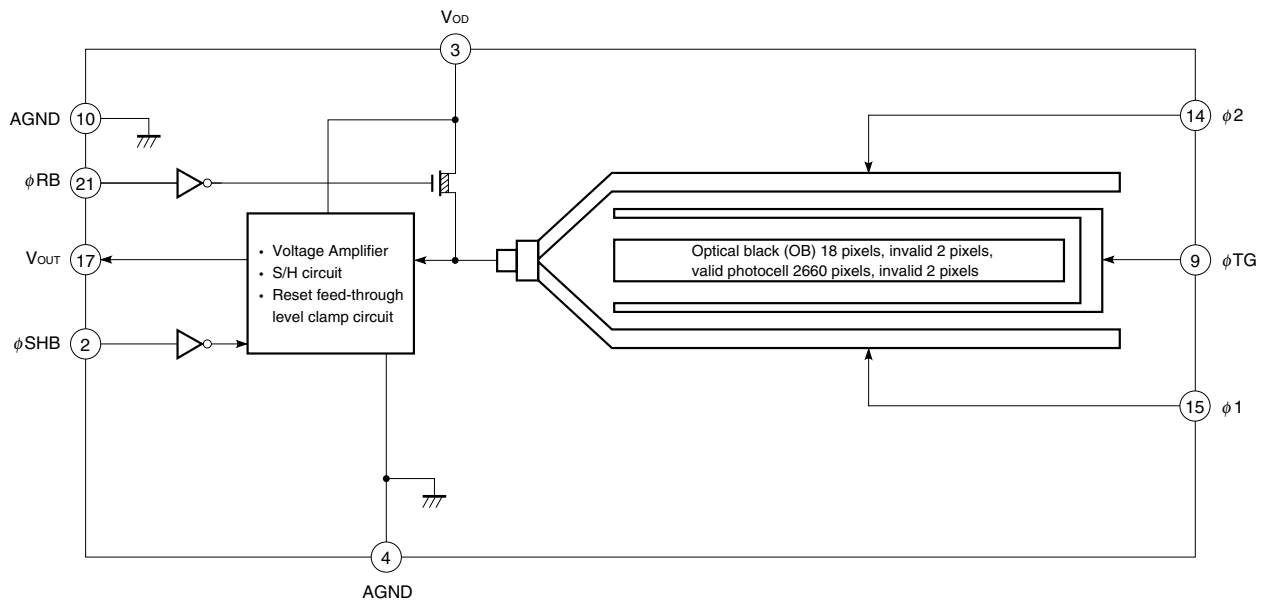 VOD
3
AGND
10
14
φ2
φRB
21
• Voltage Amplifier
• S/H circuit
• Reset feed-through
level clamp circuit
Optical black (OB) 18 pixels, invalid 2 pixels,
valid photocell 2660 pixels, invalid 2 pixels
VOUT
17
9
φTG
φSHB
2
15
φ1
4
AGND